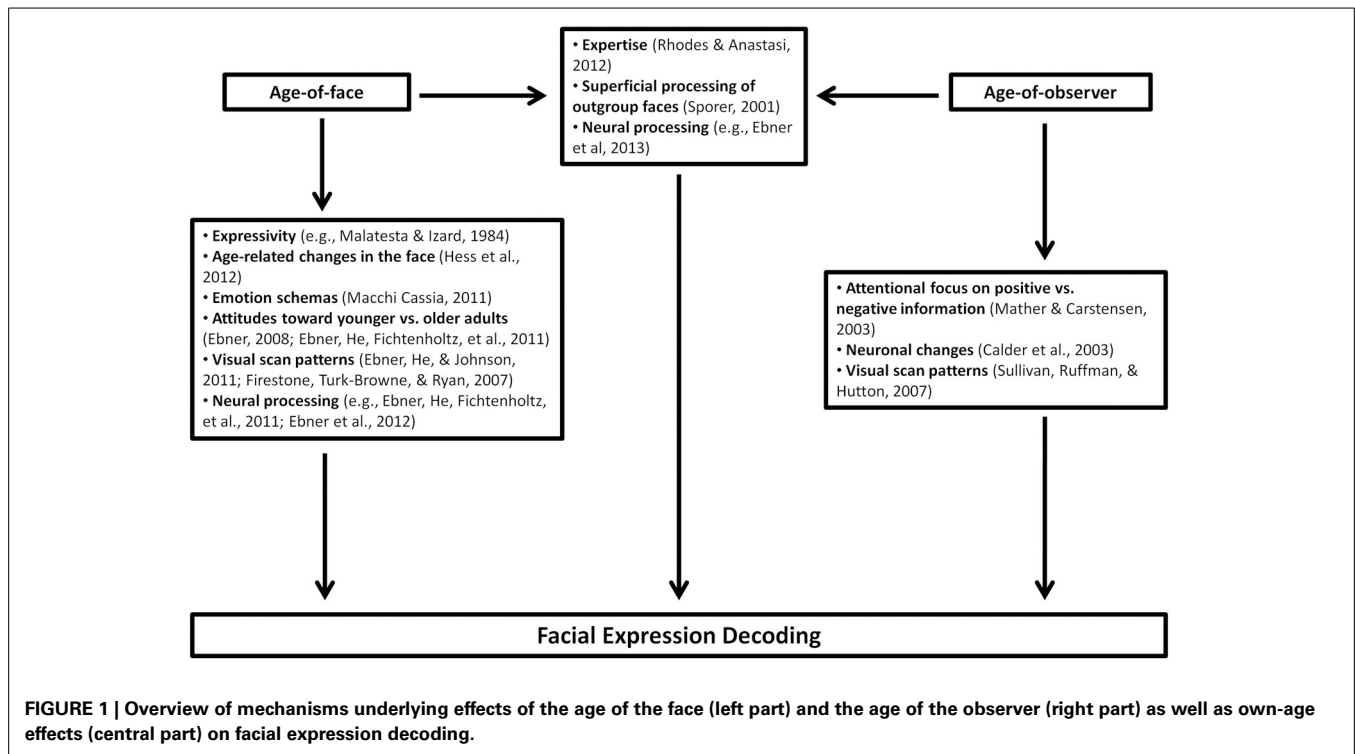 • Expertise (Rhodes & Anastasi,
2012)
• Superficial processing of
outgroup faces (Sporer, 2001)
• Neural processing (e.g., Ebner
et al, 2013)
Age-of-face
Age-of-observer
• Expressivity (e.g., Malatesta & Izard, 1984)
• Age-related changes in the face (Hess et al.,
2012)
• Emotion schemas (Macchi Cassia, 2011)
• Attitudes toward younger vs. older adults
(Ebner, 2008; Ebner, He, Fichtenholtz, et al., 2011)
• Visual scan patterns (Ebner, He, & Johnson,
2011; Firestone, Turk-Browne, & Ryan, 2007)
• Neural processing (e.g., Ebner, He, Fichtenholtz,
et al., 2011; Ebner et al., 2012)
• Attentional focus on positive vs.
negative information (Mather & Carstensen,
2003)
• Neuronal changes (Calder et al., 2003)
• Visual scan patterns (Sullivan, Ruffman, &
Hutton, 2007)
Facial Expression Decoding
FIGURE 1 | Overview of mechanisms underlying effects of the age of the face (left part) and the age of the observer (right part) as well as own-age
effects (central part) on facial expression decoding.